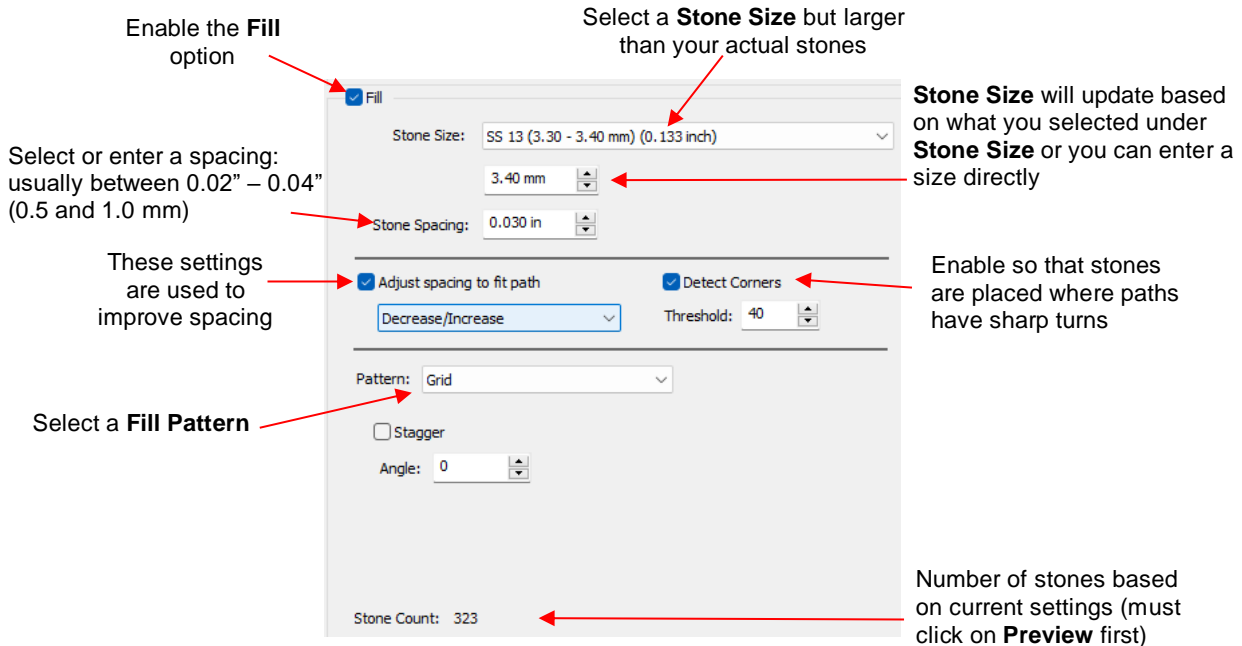 Enable the Fill
option
Select a Stone Size but larger
than your actual stones
Fill
Stone Size: SS 13 (3.30 - 3.40 mm) (0.133 inch)
Stone Size will update based
on what you selected under
Stone Size or you can enter a
size directly
3.40 mm
Select or enter a spacing:
usually between 0.02” – 0.04”
(0.5 and 1.0 mm)
Stone Spacing: 0.030 in
These settings
are used to
improve spacing
Adjust spacing to fit path
Decrease/Increase
Detect Corners
Threshold: 40
Enable so that stones
are placed where paths
have sharp turns
Pattern: Grid
Select a Fill Pattern
Stagger
Angle: 0
Stone Count: 323
Number of stones based
on current settings (must
click on Preview first)